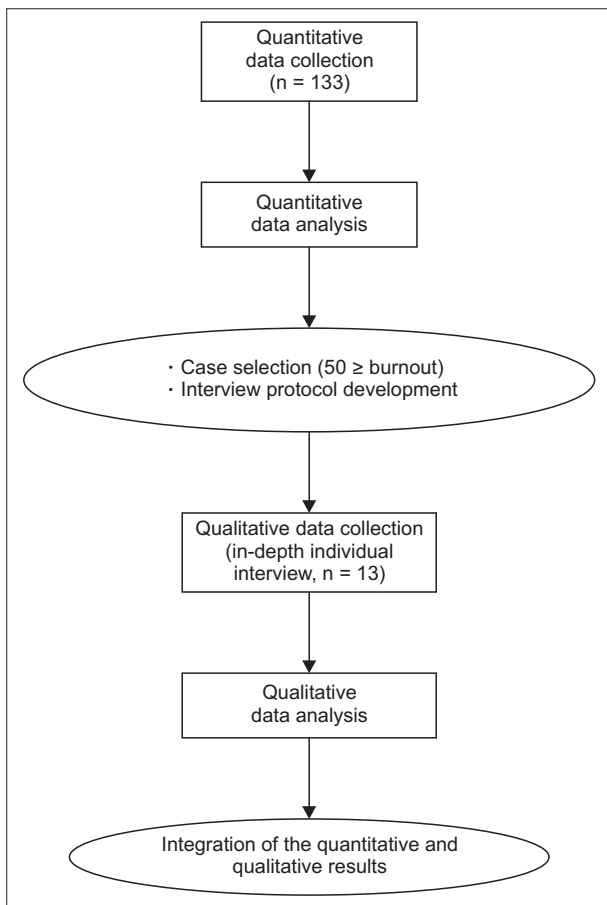 Quantitative
data collection
(n = 133)
Quantitative
data analysis
・Case selection (50 ≥ burnout)
・Interview protocol development
Qualitative data collection
(in-depth individual
interview, n = 13)
Qualitative
data analysis
Integration of the quantitative and
qualitative results